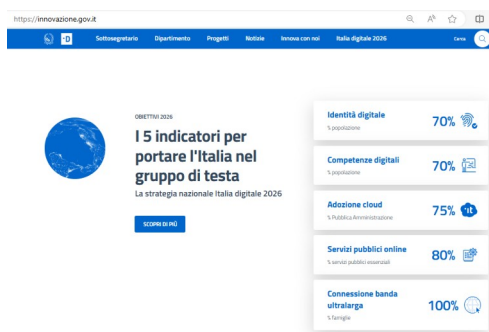 https://innovazione.gov.it
Sottosegretario Dipartimento Progetti Notizie Innova con noi Italia digitale 2026 Cerca
OBIETTIVI 2026
I 5 indicatori per
portare l'Italia nel
gruppo di testa
La strategia nazionale Italia digitale 2026
SCOPRI DI PIÙ
Identità digitale
% popolazione
70%
Competenze digitali
% popolazione
70%
Adozione cloud
% Pubblica Amministrazione
75%
Servizi pubblici online
% servizi pubblici essenziali
80%
Connessione banda
ultralarga
% famiglie
100%